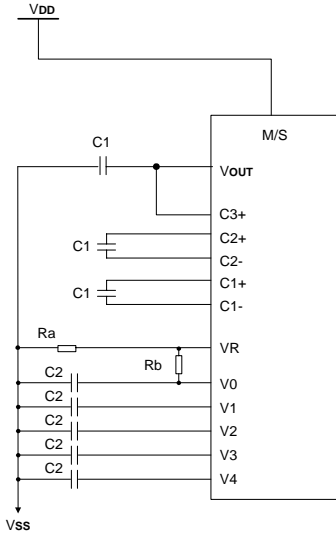 VDD
M/S
C1
VOUT
C3+
C2+
C1
C2-
C1+
C1
C1-
Ra
VR
Rb
C2
V0
C2
V1
C2
V2
C2
V3
C2
V4
VSS